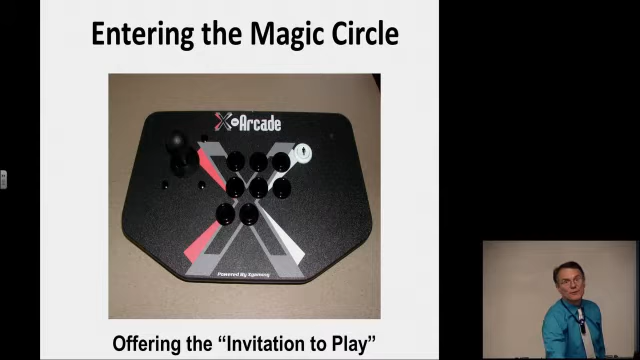 Entering the Magic Circle
X Arcade
Powered By Xgaming
Offering the “Invitation to Play”